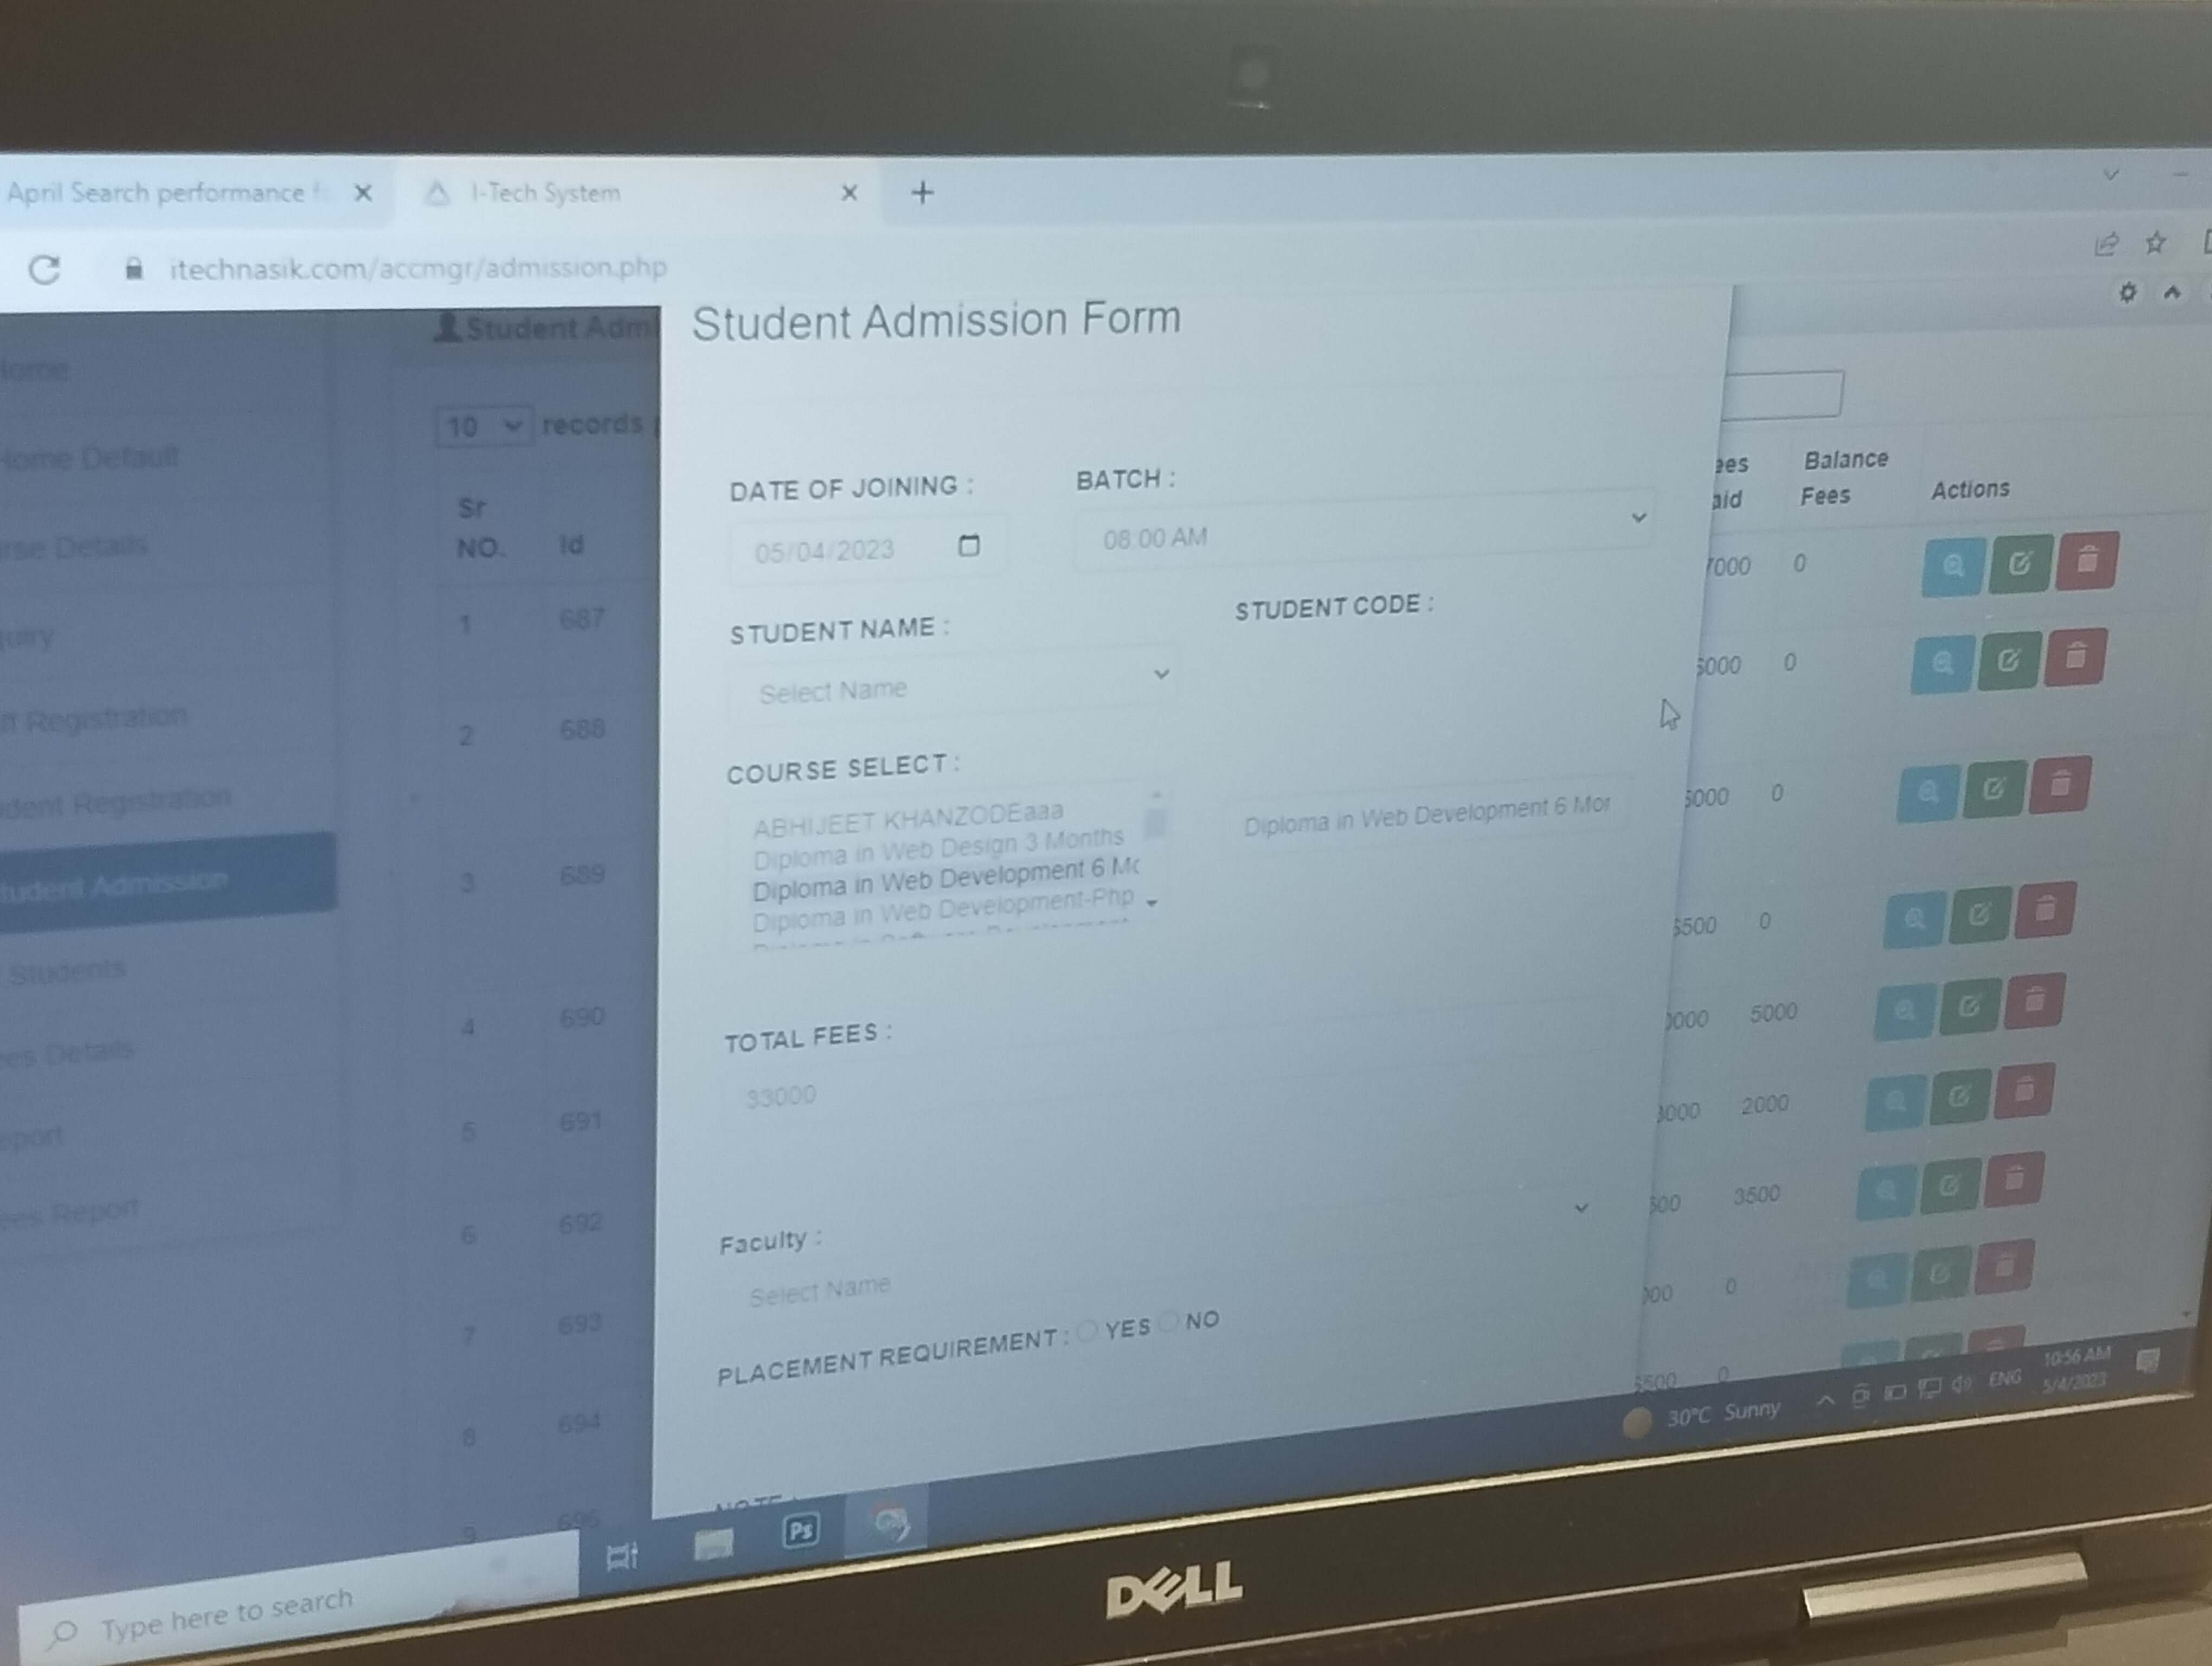 April Search performance
I-Tech System
itechnasik.com/accmgr/admission.php
Student Adm
Student Admission Form
10 records
Home Default
DATE OF JOINING :
BATCH :
05/04/2023
08:00 AM
Sr
NO.
Id
ees
aid
Balance
Fees
Actions
rse Details
1 687 7000 0
STUDENT NAME :
STUDENT CODE :
Select Name
quiry
ff Registration
2 688 5000 0
COURSE SELECT :
ABHIJEET KHANZODEaaa
Diploma in Web Design 3 Months
Diploma in Web Development 6 Mo
Diploma in Web Development-Php
Diploma in Web Development 6 Mor
dent Registration
tudent Admission
3 689 5000 0
Students
4 690 5500 0
TOTAL FEES :
33000
ees Details
5 691 0000 5000
eport
6 692 000 2000
ees Report
7 693 500 3500
Faculty :
Select Name
8 694 000 0
PLACEMENT REQUIREMENT : YES NO
9 695 5500 0
NOTE :
30°C Sunny
ENG
10:56 AM
5/4/2023
Type here to search
Ps
DELL